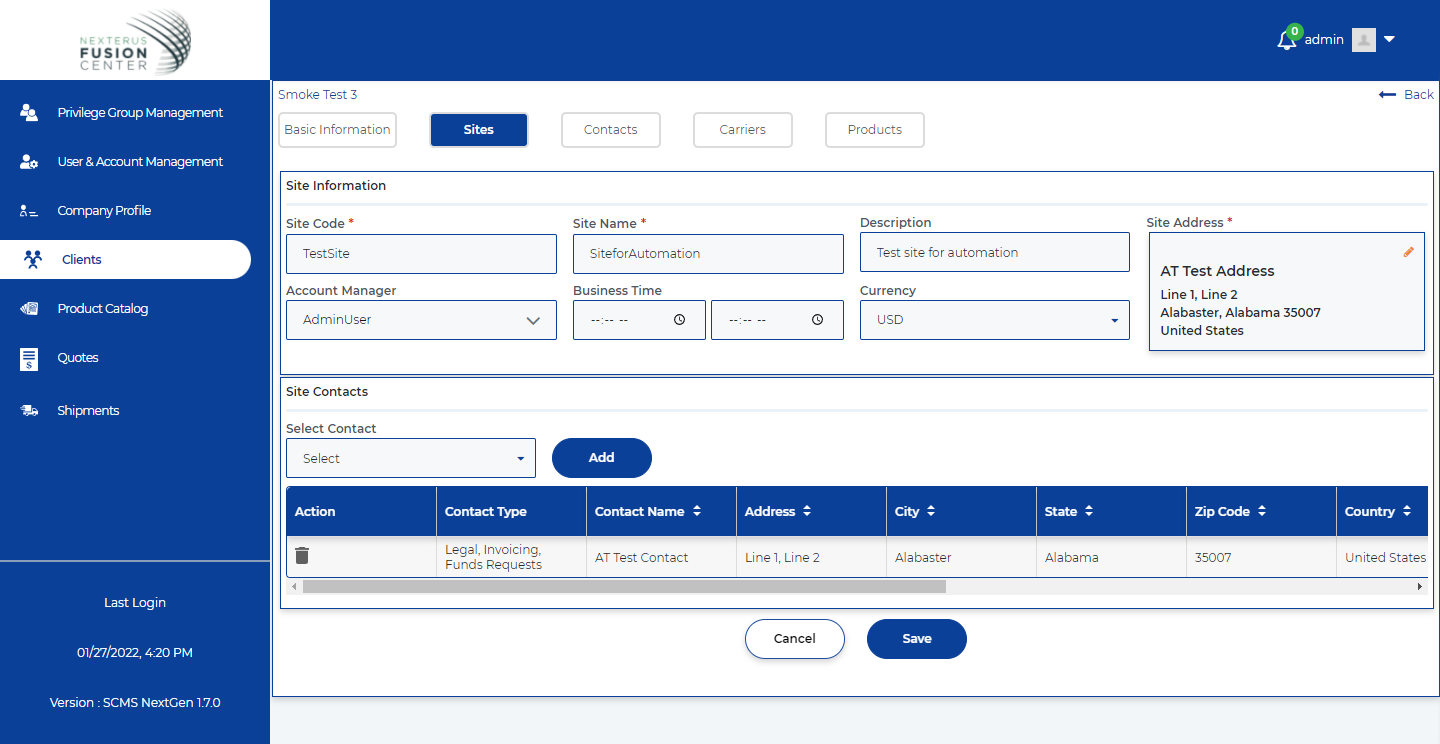 NEXTERUS
FUSION
CENTER
0
admin
Privilege Group Management
User & Account Management
Company Profile
Clients
Product Catalog
Quotes
Shipments
Last Login
01/27/2022, 4:20 PM
Version : SCMS NextGen 1.7.0
Smoke Test 3
Back
Basic Information
Sites
Contacts
Carriers
Products
Site Information
Site Code *
Site Name *
Description
Site Address *
TestSite
SiteforAutomation
Test site for automation
AT Test Address
Line 1, Line 2
Alabaster, Alabama 35007
United States
Account Manager
Business Time
Currency
AdminUser
--:-- --
--:-- --
USD
Site Contacts
Select Contact
Select
Add
Action
Contact Type
Contact Name
Address
City
State
Zip Code
Country
Legal, Invoicing,
Funds Requests
AT Test Contact
Line 1, Line 2
Alabaster
Alabama
35007
United States
Cancel
Save